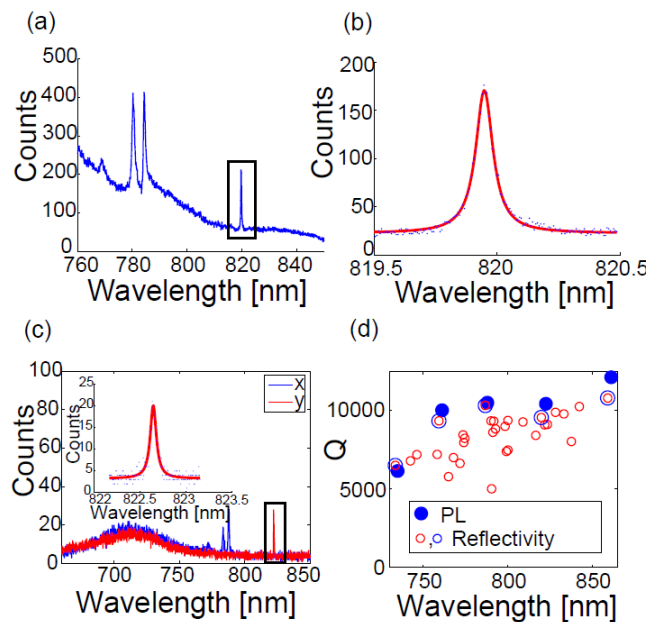 (a)
500
400
300
200
100
0
Counts
760 780 800 820 840
Wavelength [nm]
(b)
200
150
100
50
0
Counts
819.5 820 820.5
Wavelength [nm]
(c)
100
80
60
40
20
0
Counts
x
y
25
20
15
10
5
0
Counts
822 822.5 823 823.5
Wavelength [nm]
700 750 800 850
Wavelength [nm]
(d)
10000
5000
0
Q
PL
, Reflectivity
750 800 850
Wavelength [nm]